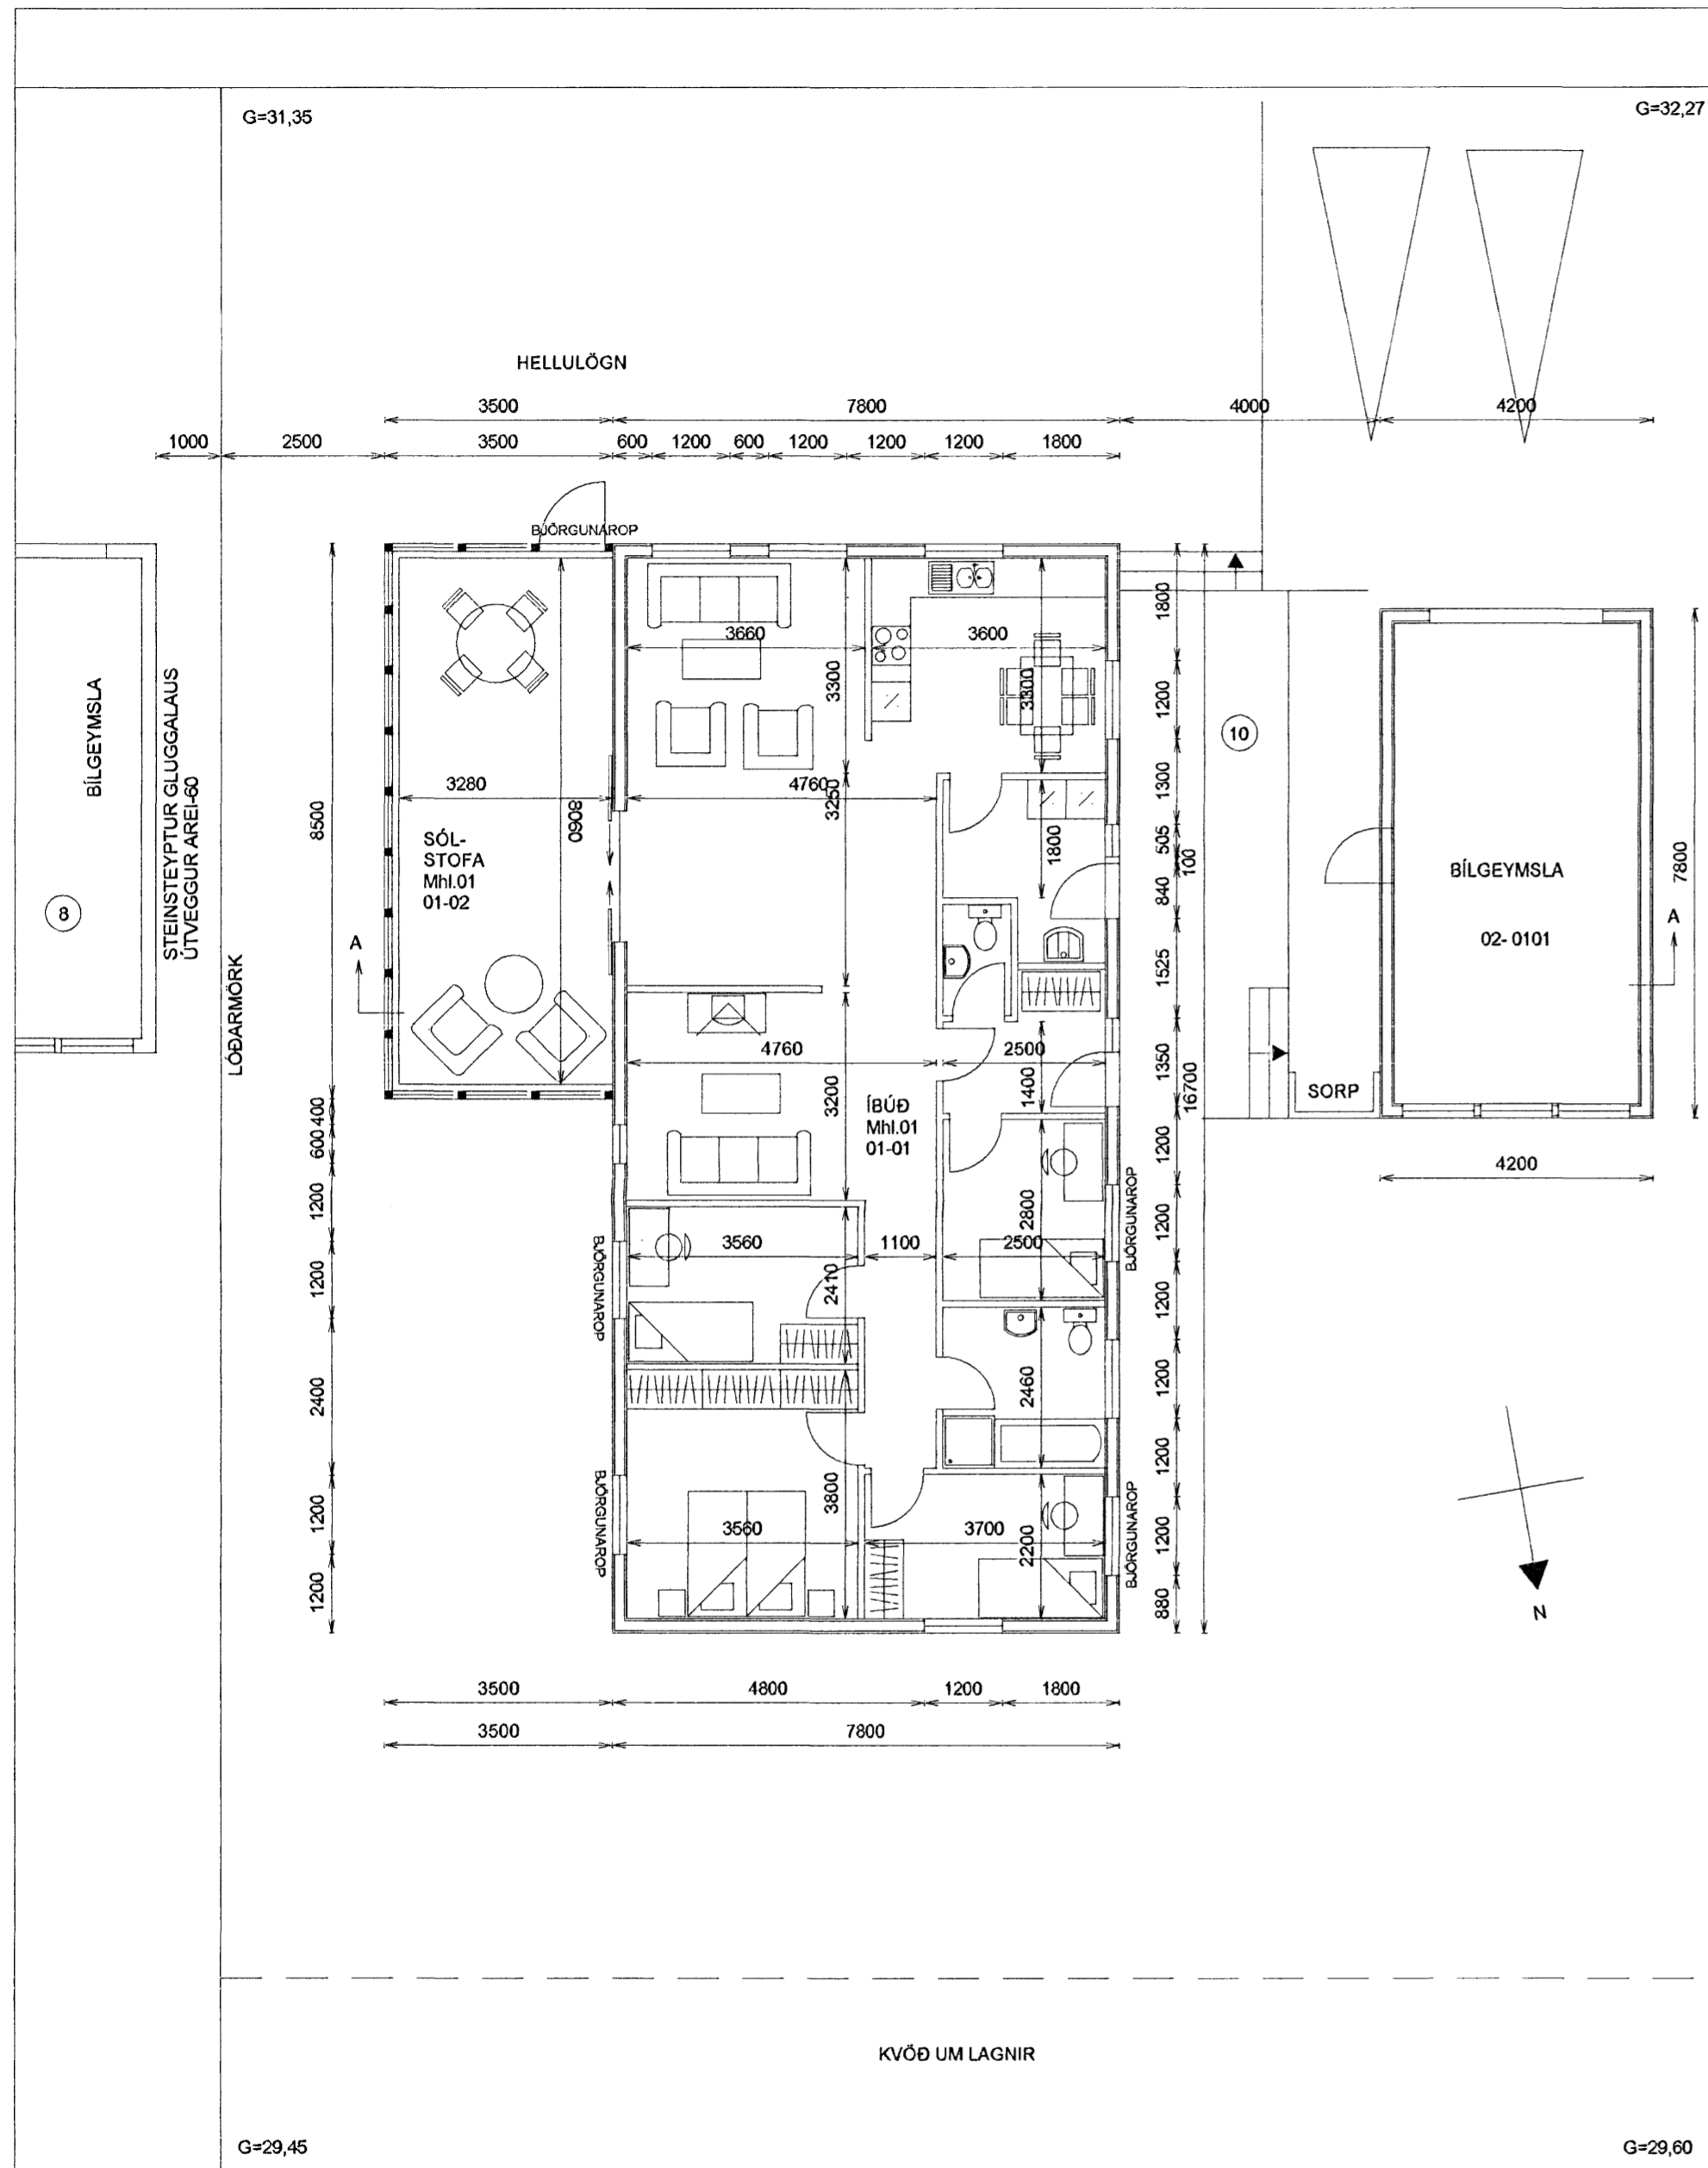 G=31,35
G=32,27
HELLULÖGN
3500
7800
4000
4200
1000
2500
3500
600
1200
600
1200
1200
1200
1800
BJÖRGUNAROP
BÍLGEYMSLA
8
STEINSTEYPTUR GLUGGALAUS
ÚTVEGGUR AREI-60
LÓÐARMÖRK
8500
400
600
1200
1200
2400
1200
1200
3280
8060
SÓL-
STOFA
Mhl.01
01-02
A
3660
3300
3600
3300
4760
3250
1800
4760
3200
2500
1400
ÍBÚÐ
Mhl.01
01-01
3560
2410
1100
2500
2800
2460
3560
3800
3700
2200
BJÖRGUNAROP
BJÖRGUNAROP
BJÖRGUNAROP
BJÖRGUNAROP
1800
1200
1300
505
100
840
1525
1350
1200
1200
1200
1200
1200
1200
880
16700
10
SORP
BÍLGEYMSLA
02- 0101
A
7800
4200
N
3500
4800
1200
1800
3500
7800
KVÖÐ UM LAGNIR
G=29,45
G=29,60